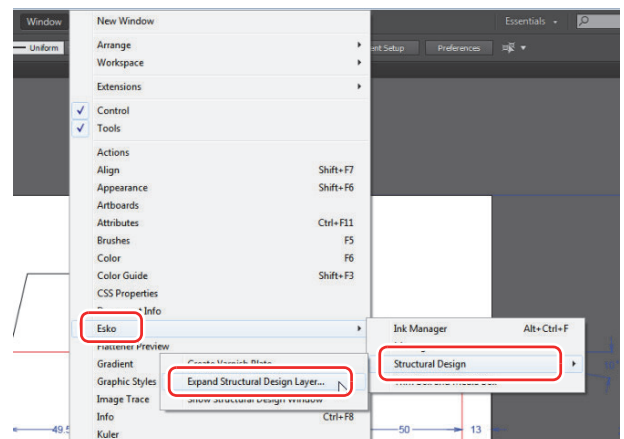 Window
New Window
Essentials
Uniform
Arrange
ent Setup
Preferences
Workspace
Extensions
Control
Tools
Actions
Align Shift+F7
Appearance Shift+F6
Artboards
Attributes Ctrl+F11
Brushes F5
Color F6
Color Guide Shift+F3
CSS Properties
Info
Esko
Ink Manager Alt+Ctrl+F
Flattener Preview
Gradient
Create Varnish Plate
Structural Design
Graphic Styles
Expand Structural Design Layer...
Image Trace
Show Structural Design Window
Info Ctrl+F8
49.5
50
13
Kuler